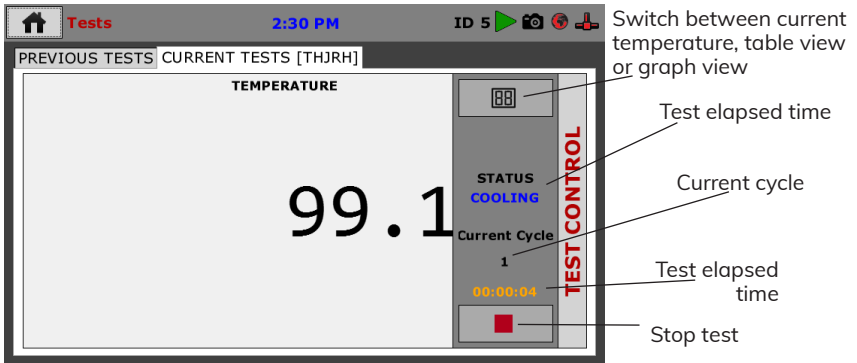 Tests
2:30 PM
ID 5
PREVIOUS TESTS
CURRENT TESTS [THJRH]
TEMPERATURE
99.1
88
STATUS
COOLING
Current Cycle
1
00:00:04
TEST CONTROL
Switch between current
temperature, table view
or graph view
Test elapsed time
Current cycle
Test elapsed
time
Stop test